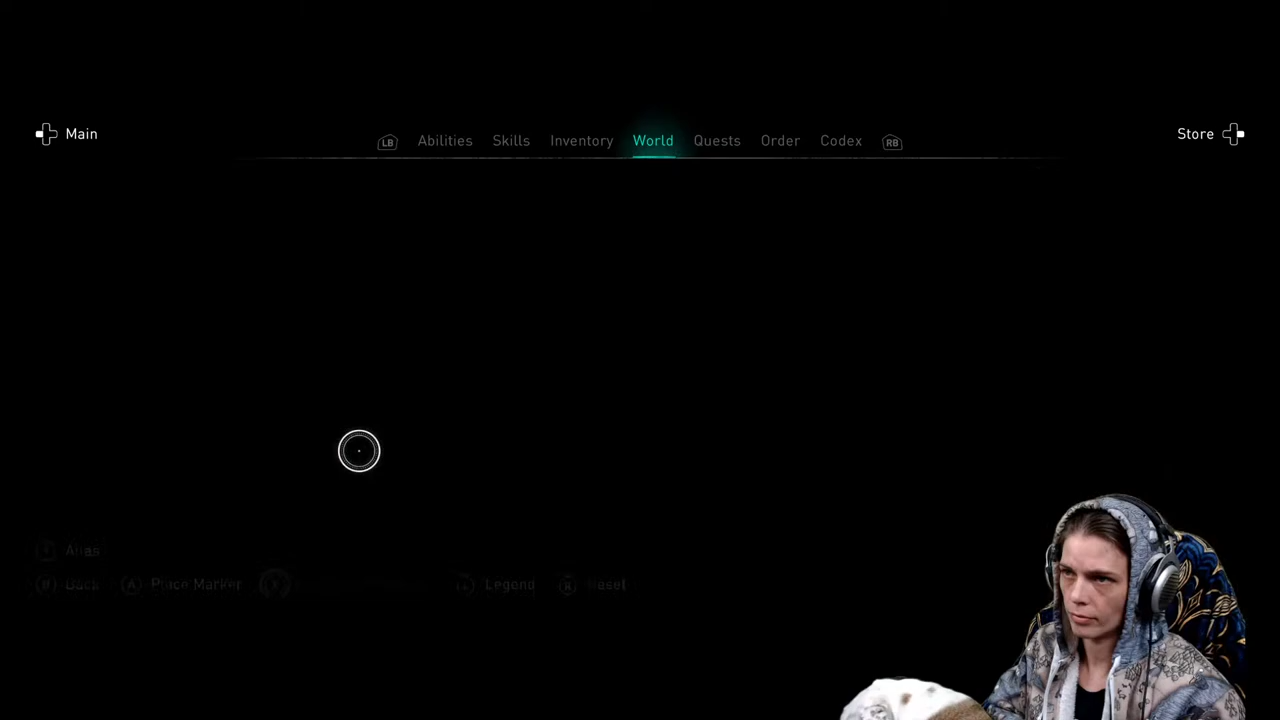 Main
LB Abilities Skills Inventory World Quests Order Codex RB
Store
Atlas
B Back A Place Marker Legend R Reset